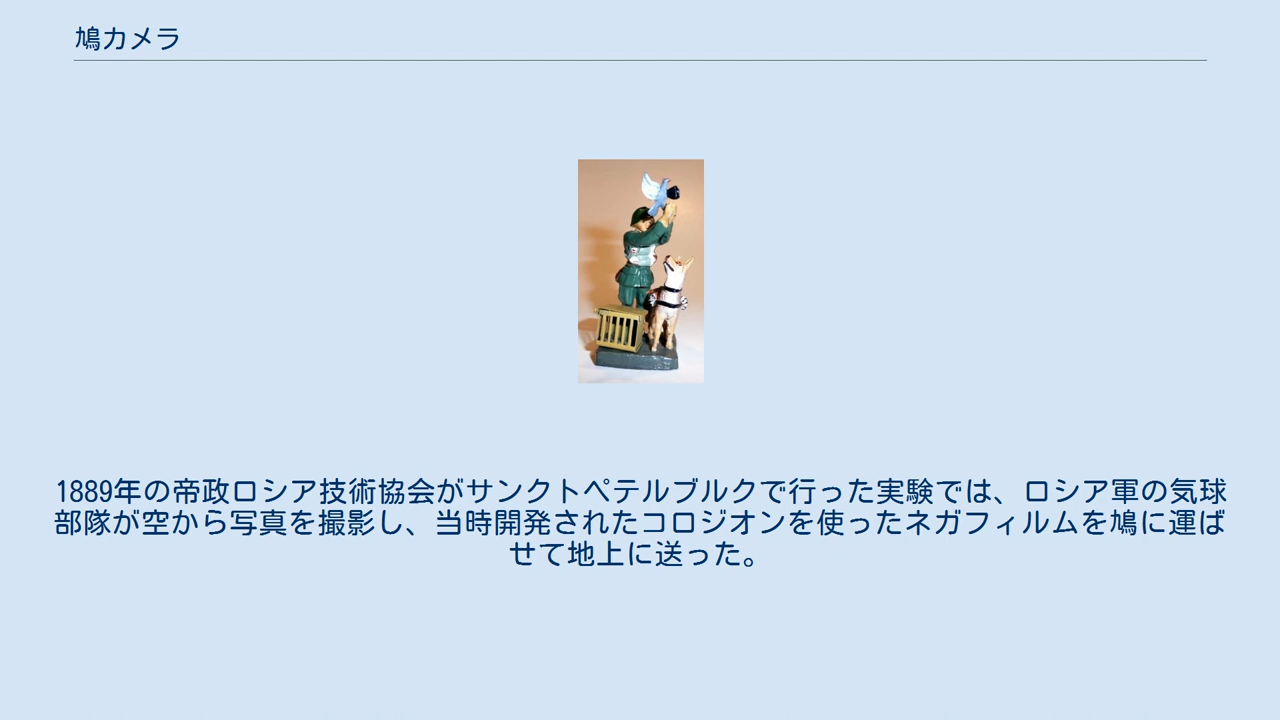 鳩カメラ
1889年の帝政ロシア技術協会がサンクトペテルブルクで行った実験では、ロシア軍の気球
部隊が空から写真を撮影し、当時開発されたコロジオンを使ったネガフィルムを鳩に運ば
せて地上に送った。